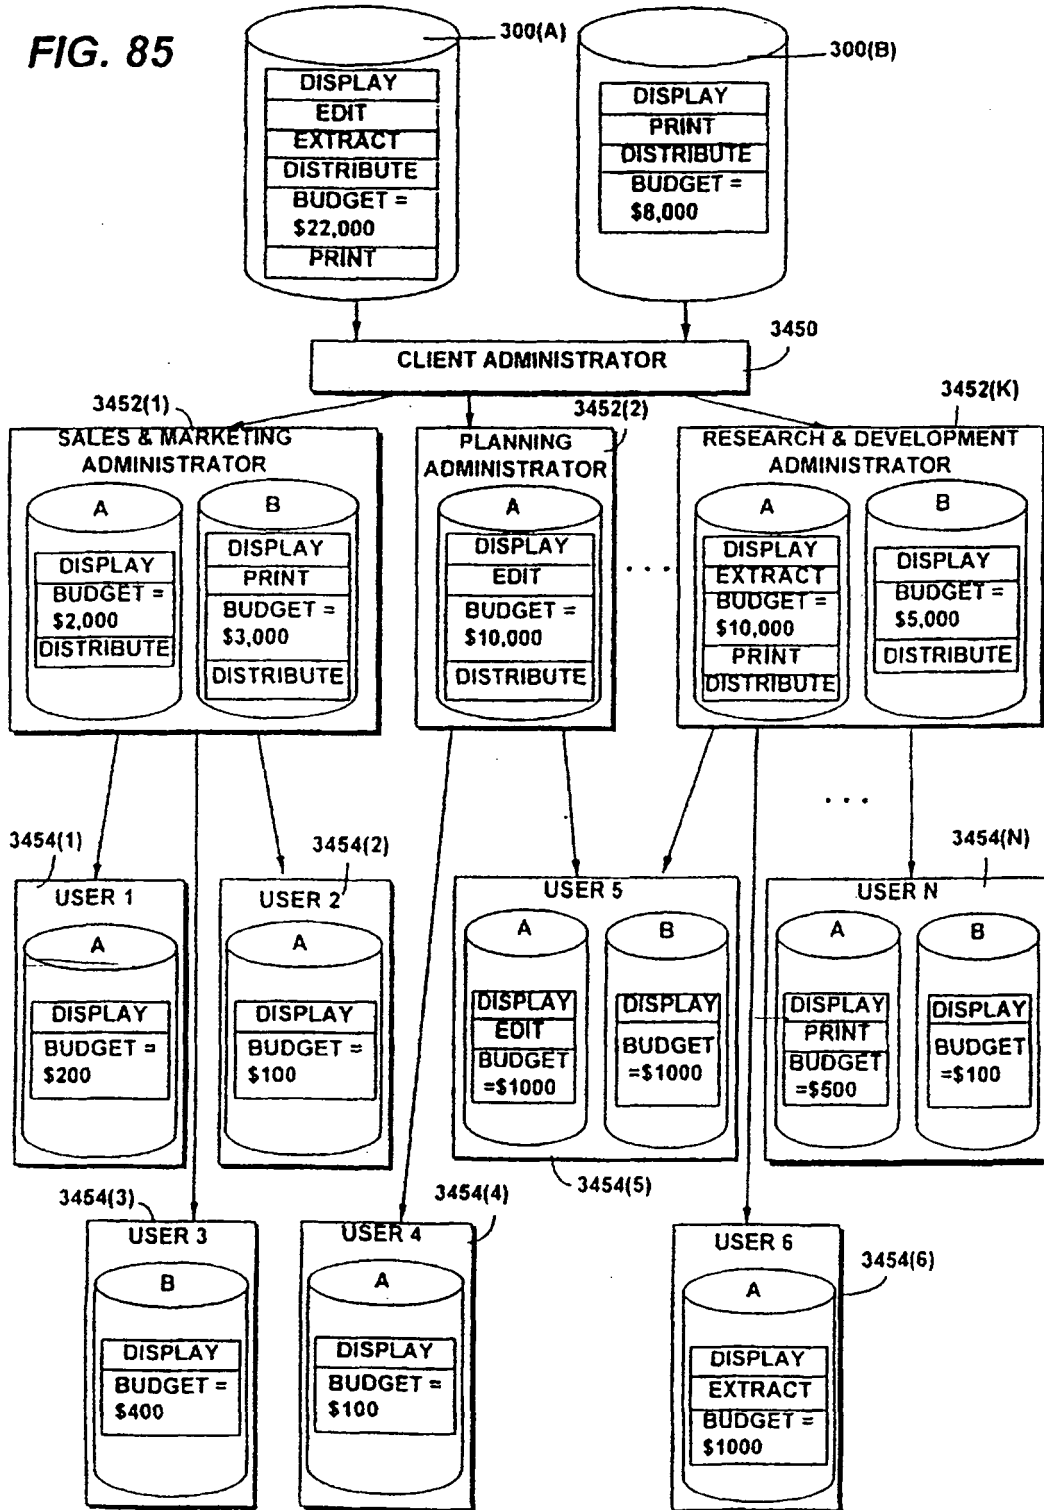 FIG. 85
300(A)
DISPLAY
EDIT
EXTRACT
DISTRIBUTE
BUDGET =
$22,000
PRINT
300(B)
DISPLAY
PRINT
DISTRIBUTE
BUDGET =
$8,000
CLIENT ADMINISTRATOR
3450
3452(1)
SALES & MARKETING
ADMINISTRATOR
A
DISPLAY
BUDGET =
$2,000
DISTRIBUTE
B
DISPLAY
PRINT
BUDGET =
$3,000
DISTRIBUTE
3452(2)
PLANNING
ADMINISTRATOR
A
DISPLAY
EDIT
BUDGET =
$10,000
DISTRIBUTE
. . .
3452(K)
RESEARCH & DEVELOPMENT
ADMINISTRATOR
A
DISPLAY
EXTRACT
BUDGET =
$10,000
PRINT
DISTRIBUTE
B
DISPLAY
BUDGET =
$5,000
DISTRIBUTE
. . .
3454(1)
USER 1
A
DISPLAY
BUDGET =
$200
3454(2)
USER 2
A
DISPLAY
BUDGET =
$100
USER 5
A
DISPLAY
EDIT
BUDGET
=$1000
B
DISPLAY
BUDGET
=$1000
3454(5)
3454(N)
USER N
A
DISPLAY
PRINT
BUDGET
=$500
B
DISPLAY
BUDGET
=$100
3454(3)
USER 3
B
DISPLAY
BUDGET =
$400
3454(4)
USER 4
A
DISPLAY
BUDGET =
$100
USER 6
3454(6)
A
DISPLAY
EXTRACT
BUDGET =
$1000